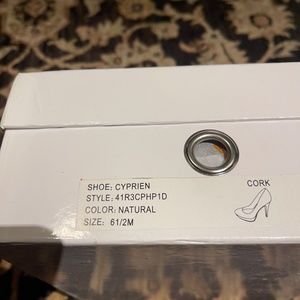 SHOE: CYPRIEN
STYLE: 41R3CPHP1D
COLOR: NATURAL
SIZE: 61/2M
CORK